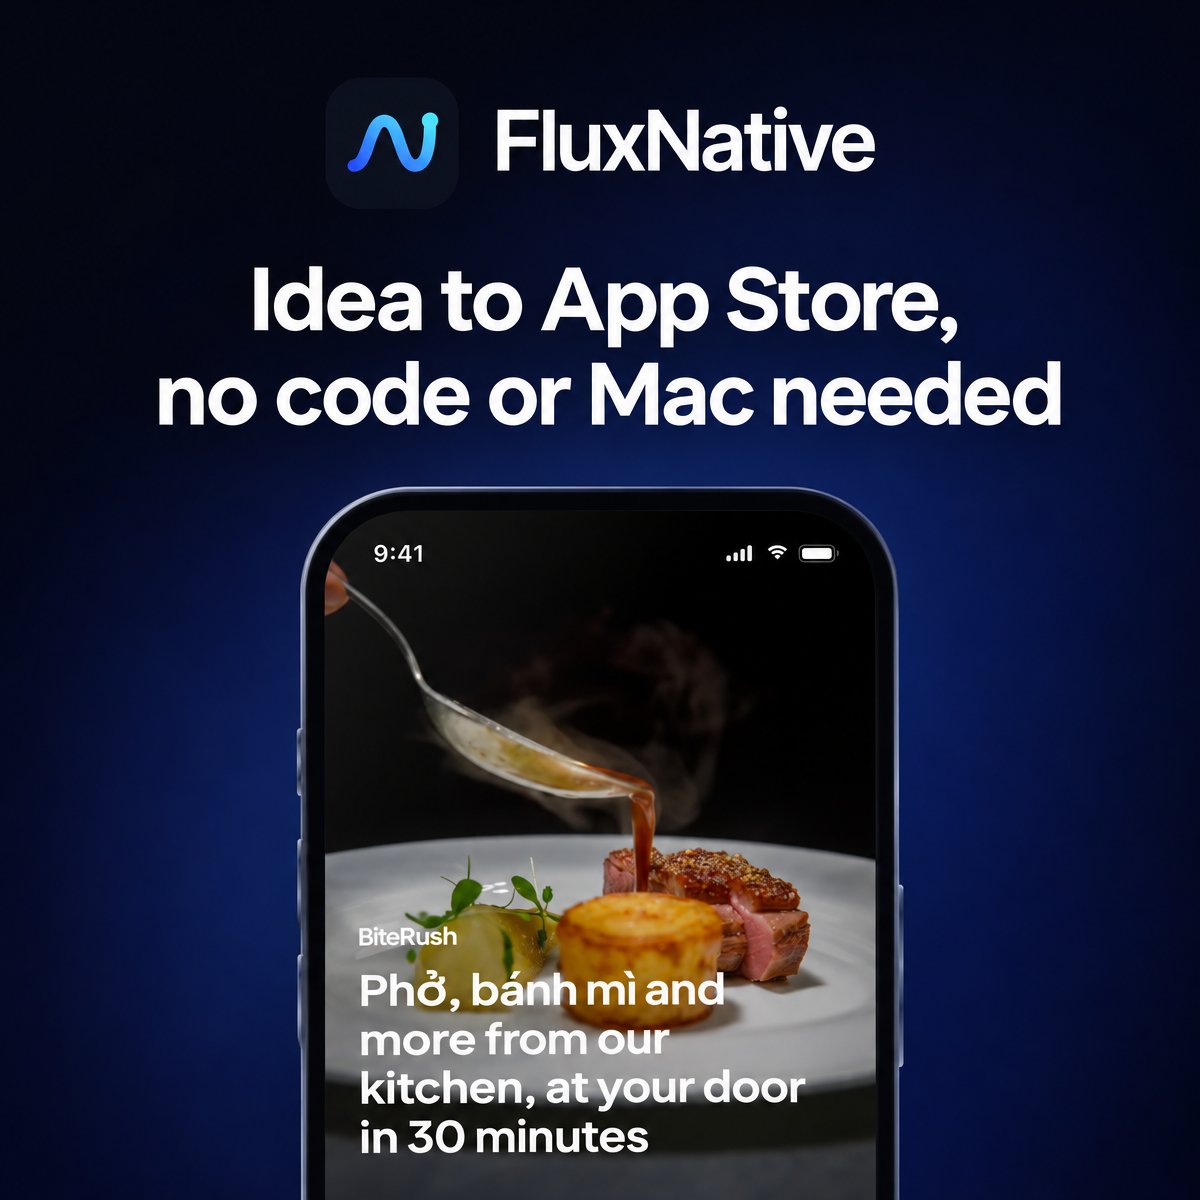 FluxNative
Idea to App Store,
no code or Mac needed
9:41
BiteRush
Phở, bánh mì and
more from our
kitchen, at your door
in 30 minutes